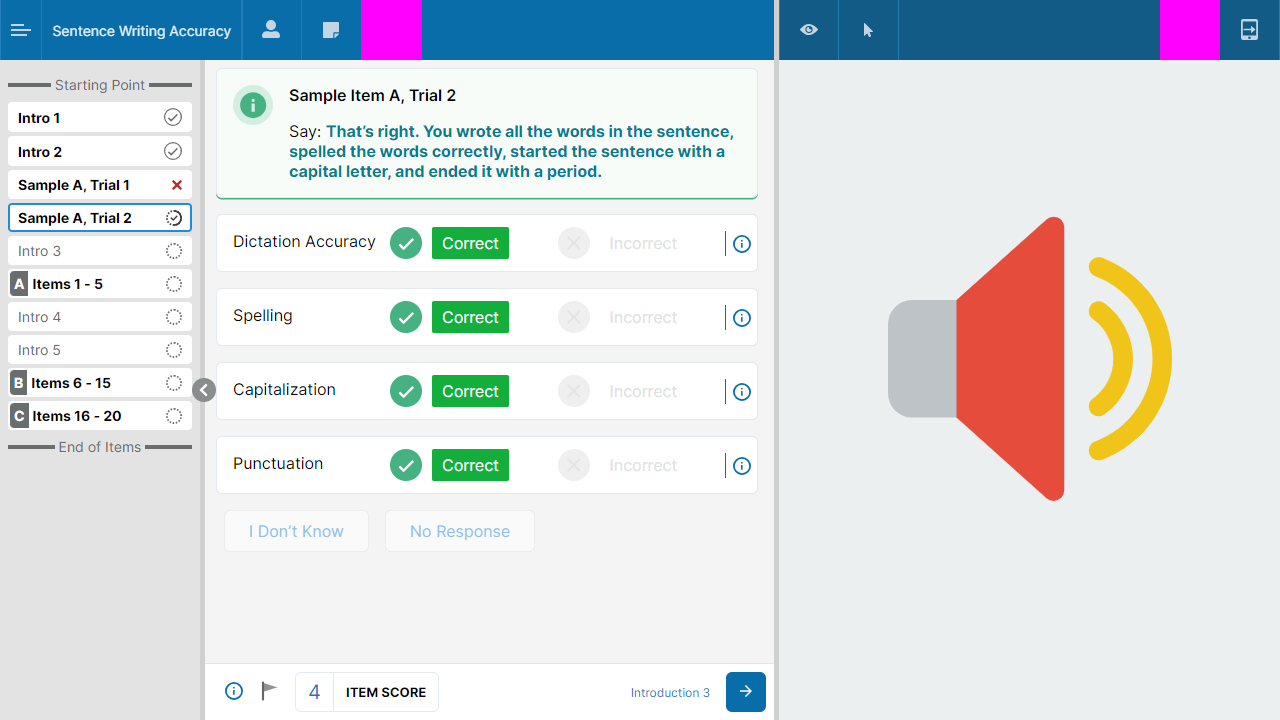 Sentence Writing Accuracy
Starting Point
Intro 1
Intro 2
Sample A, Trial 1
Sample A, Trial 2
Intro 3
A Items 1 - 5
Intro 4
Intro 5
B Items 6 - 15
C Items 16 - 20
End of Items
Sample Item A, Trial 2
Say: That’s right. You wrote all the words in the sentence,
spelled the words correctly, started the sentence with a
capital letter, and ended it with a period.
Dictation Accuracy Correct Incorrect
Spelling Correct Incorrect
Capitalization Correct Incorrect
Punctuation Correct Incorrect
I Don’t Know No Response
4 ITEM SCORE Introduction 3